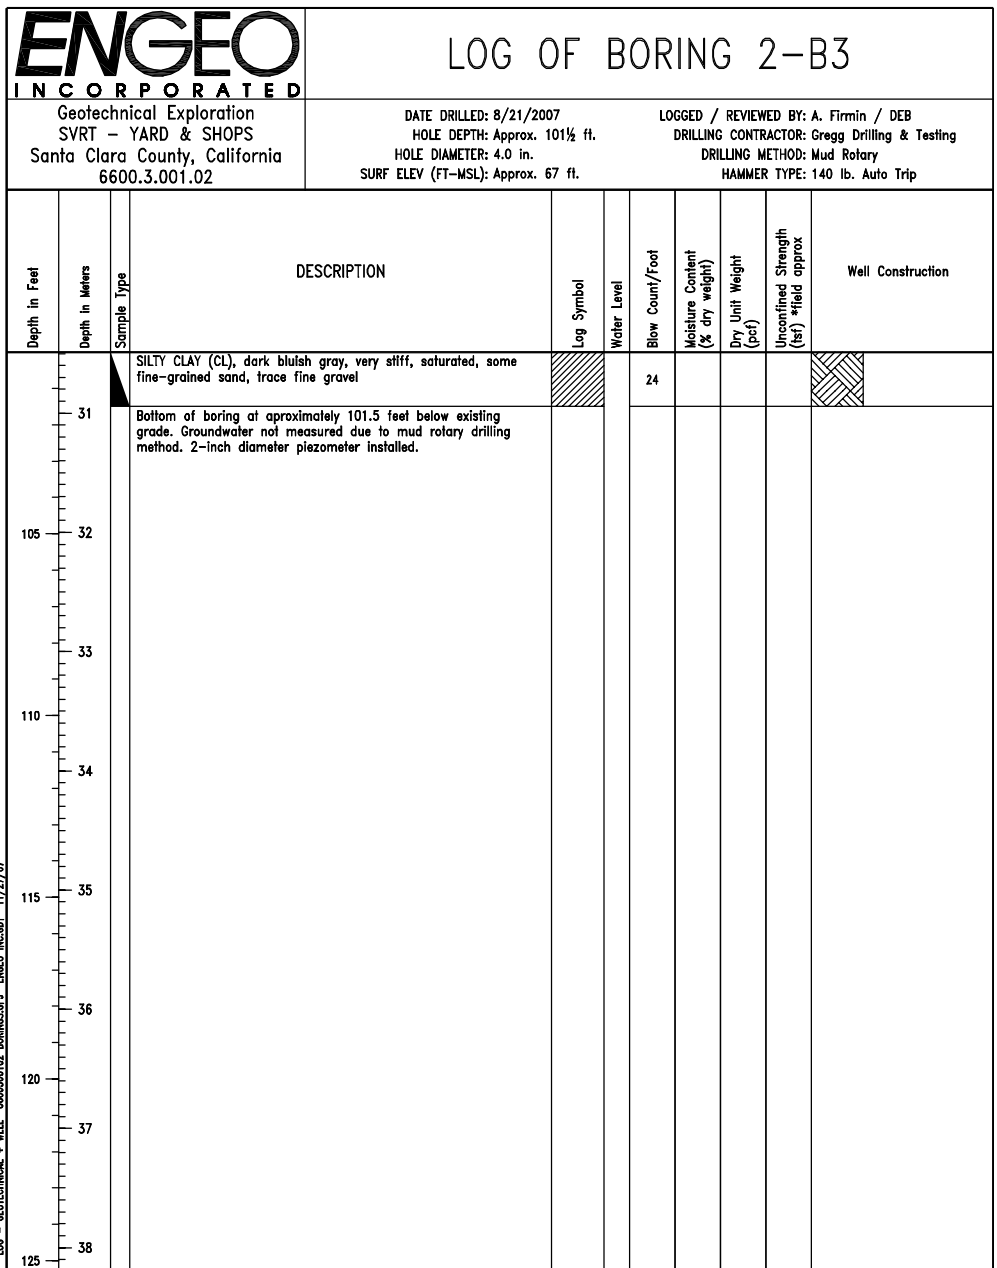 ENGEO
INCORPORATED
LOG OF BORING 2-B3
Geotechnical Exploration
SVRT - YARD & SHOPS
Santa Clara County, California
6600.3.001.02
DATE DRILLED: 8/21/2007
HOLE DEPTH: Approx. 101½ ft.
HOLE DIAMETER: 4.0 in.
SURF ELEV (FT-MSL): Approx. 67 ft.
LOGGED / REVIEWED BY: A. Firmin / DEB
DRILLING CONTRACTOR: Gregg Drilling & Testing
DRILLING METHOD: Mud Rotary
HAMMER TYPE: 140 lb. Auto Trip
Depth in Feet
Depth in Meters
Sample Type
DESCRIPTION
Log Symbol
Water Level
Blow Count/Foot
Moisture Content
(% dry weight)
Dry Unit Weight
(pcf)
Unconfined Strength
(tsf) *field approx
Well Construction
SILTY CLAY (CL), dark bluish gray, very stiff, saturated, some
fine-grained sand, trace fine gravel
24
31
Bottom of boring at aproximately 101.5 feet below existing
grade. Groundwater not measured due to mud rotary drilling
method. 2-inch diameter piezometer installed.
105
32
33
110
34
115
35
36
120
37
38
125